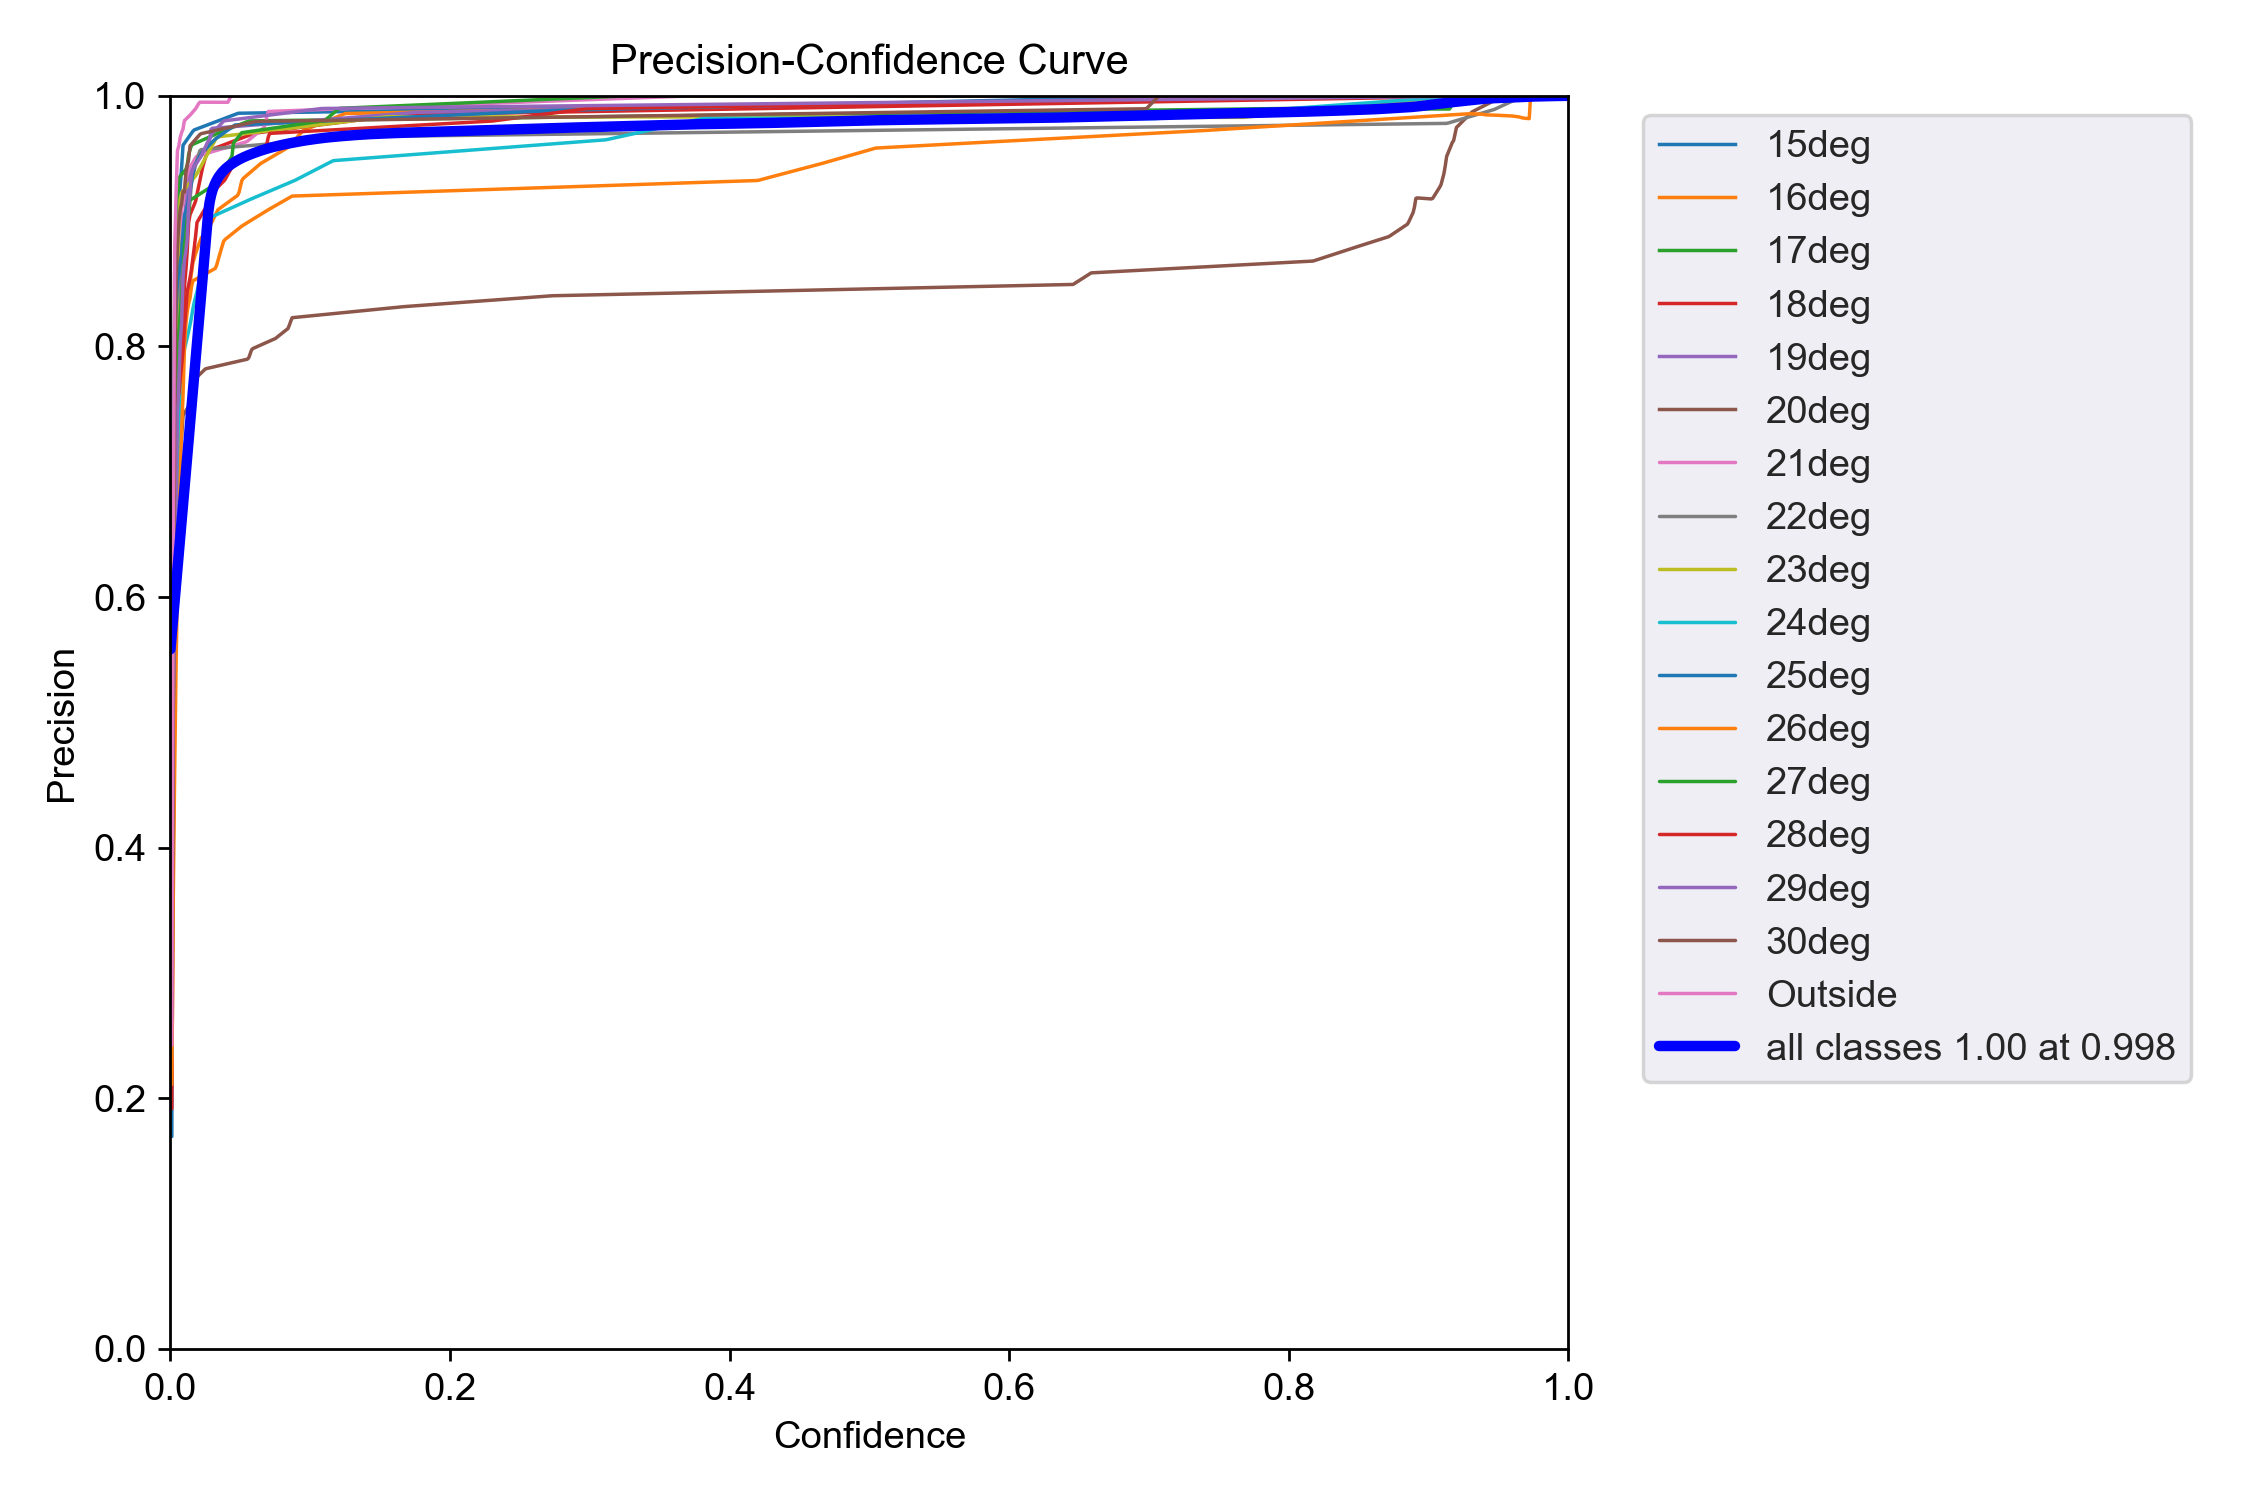 Precision-Confidence Curve
1.0
0.8
0.6
0.4
0.2
0.0
Precision
0.0 0.2 0.4 0.6 0.8 1.0
Confidence
15deg
16deg
17deg
18deg
19deg
20deg
21deg
22deg
23deg
24deg
25deg
26deg
27deg
28deg
29deg
30deg
Outside
all classes 1.00 at 0.998